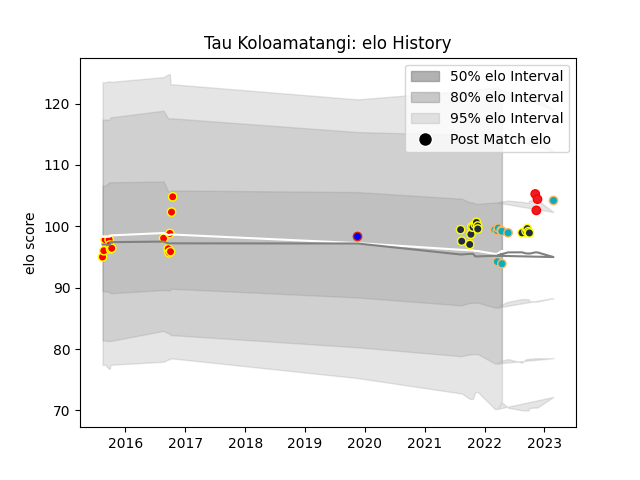 Tau Koloamatangi: elo History
50% elo Interval
80% elo Interval
95% elo Interval
Post Match elo
elo score
120
110
100
90
80
70
2016 2017 2018 2019 2020 2021 2022 2023